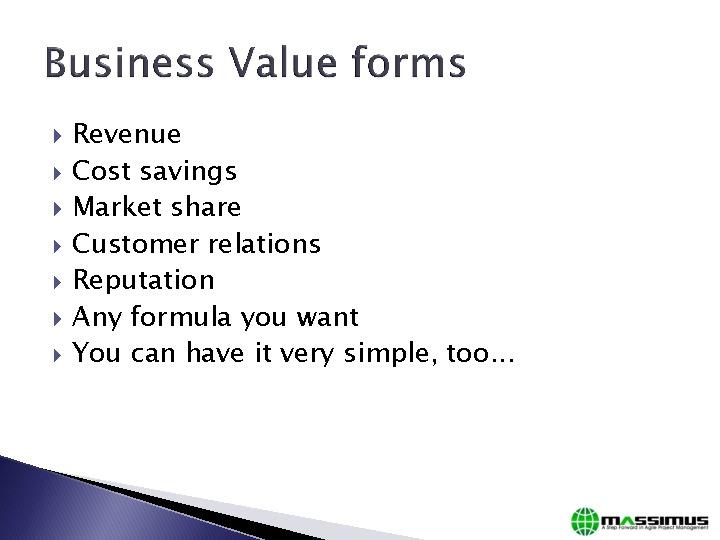 Business Value forms
Revenue
Cost savings
Market share
Customer relations
Reputation
Any formula you want
You can have it very simple, too...
MASSIMUS
A Step Forward in Agile Project Management